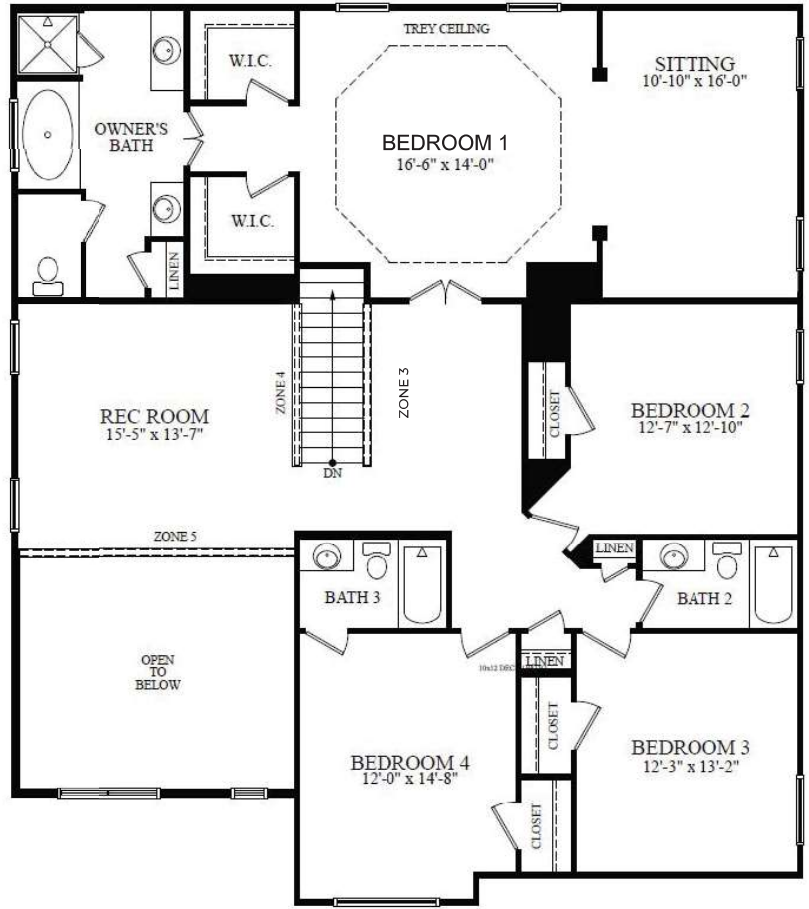 TREY CEILING
W.I.C.
SITTING
10'-10" x 16'-0"
OWNER'S
BATH
BEDROOM 1
16'-6" x 14'-0"
W.I.C.
LINEN
ZONE 4
ZONE 3
CLOSET
REC ROOM
15'-5" x 13'-7"
BEDROOM 2
12'-7" x 12'-10"
DN
ZONE 5
LINEN
BATH 3
BATH 2
OPEN
TO
BELOW
LINEN
10x12
CLOSET
BEDROOM 4
12'-0" x 14'-8"
BEDROOM 3
12'-3" x 13'-2"
CLOSET